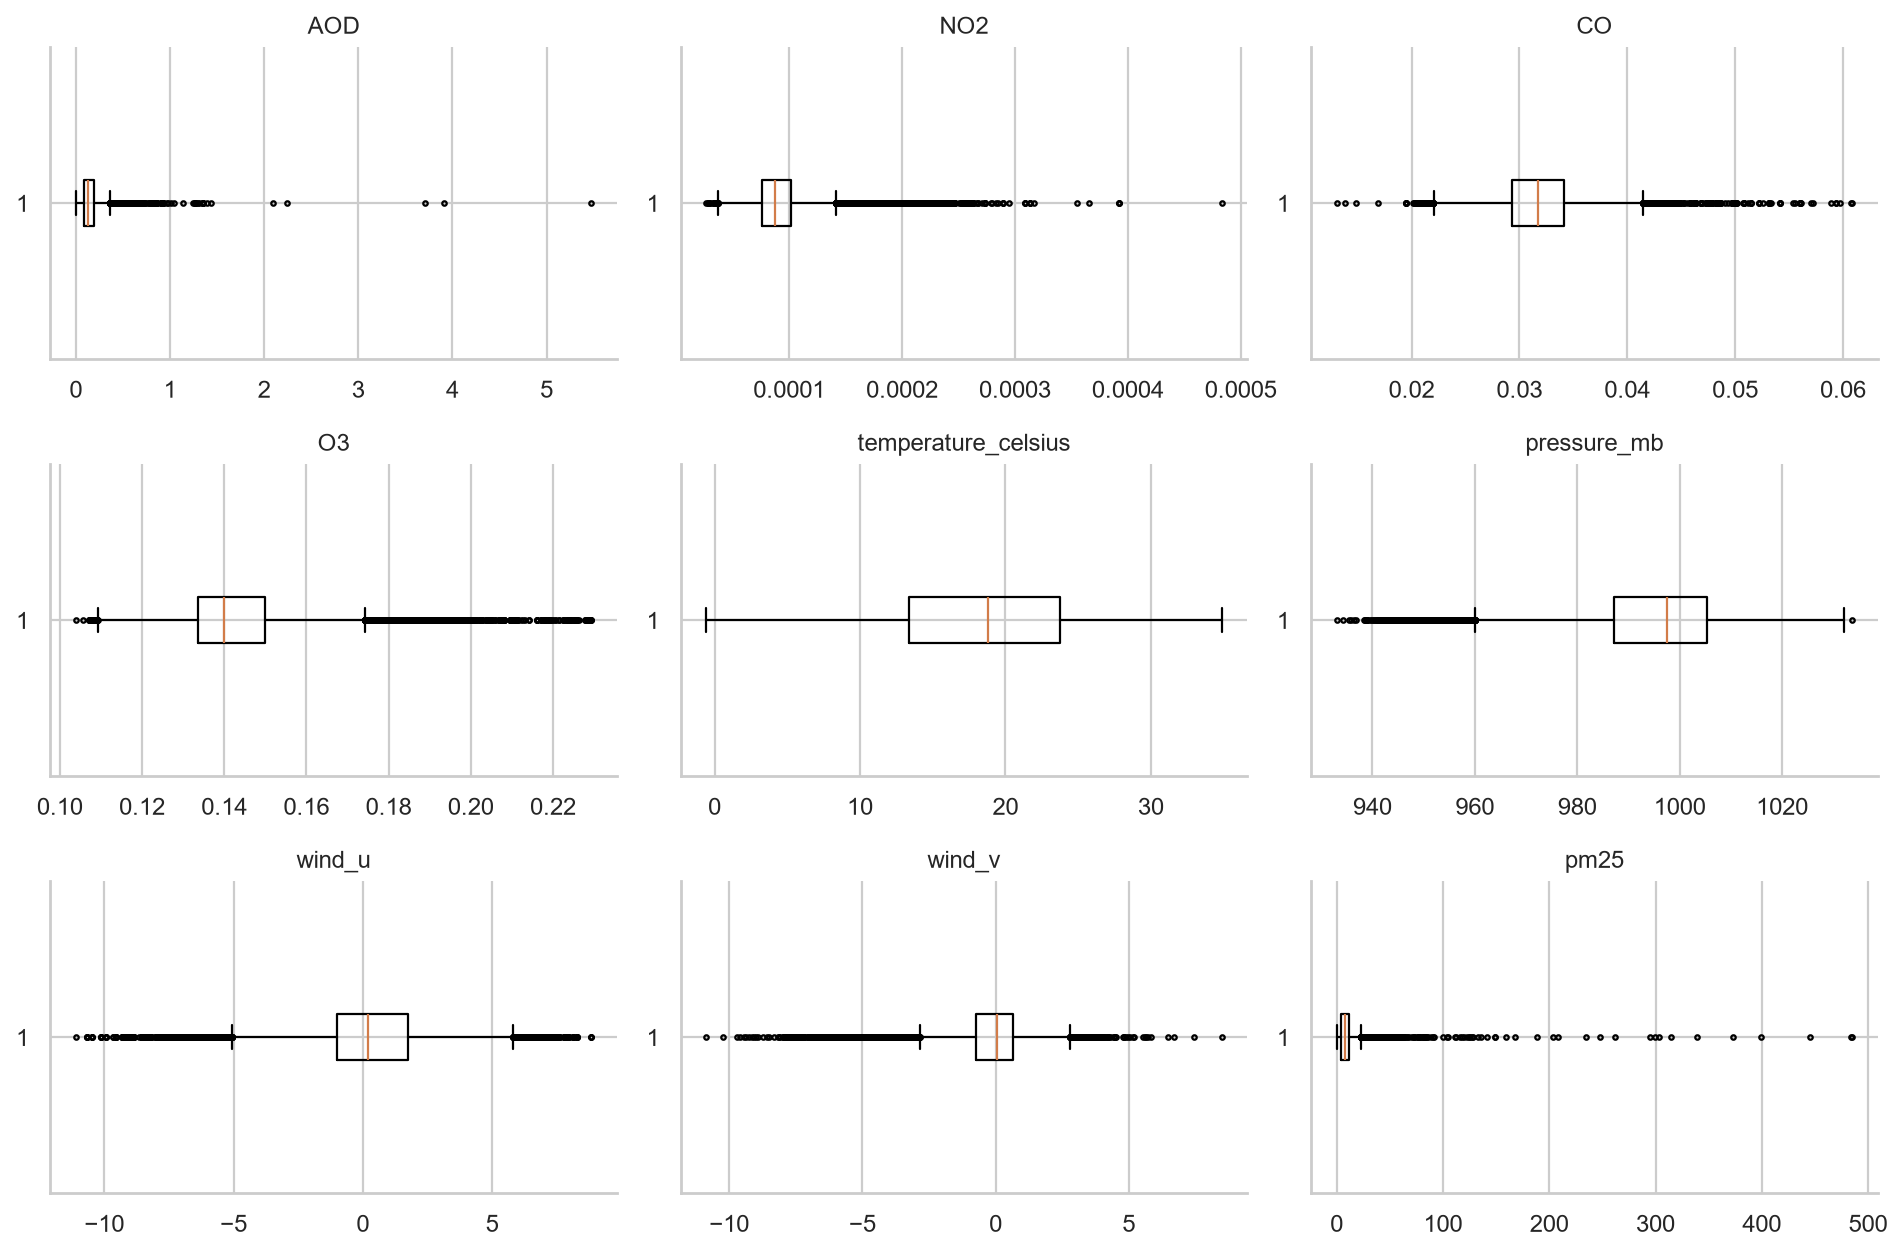 AOD
NO2
CO
1
1
1
0 1 2 3 4 5
0.0001 0.0002 0.0003 0.0004 0.0005
0.02 0.03 0.04 0.05 0.06
O3
temperature_celsius
pressure_mb
1
1
1
0.10 0.12 0.14 0.16 0.18 0.20 0.22
0 10 20 30
940 960 980 1000 1020
wind_u
wind_v
pm25
1
1
1
−10 −5 0 5
−10 −5 0 5
0 100 200 300 400 500